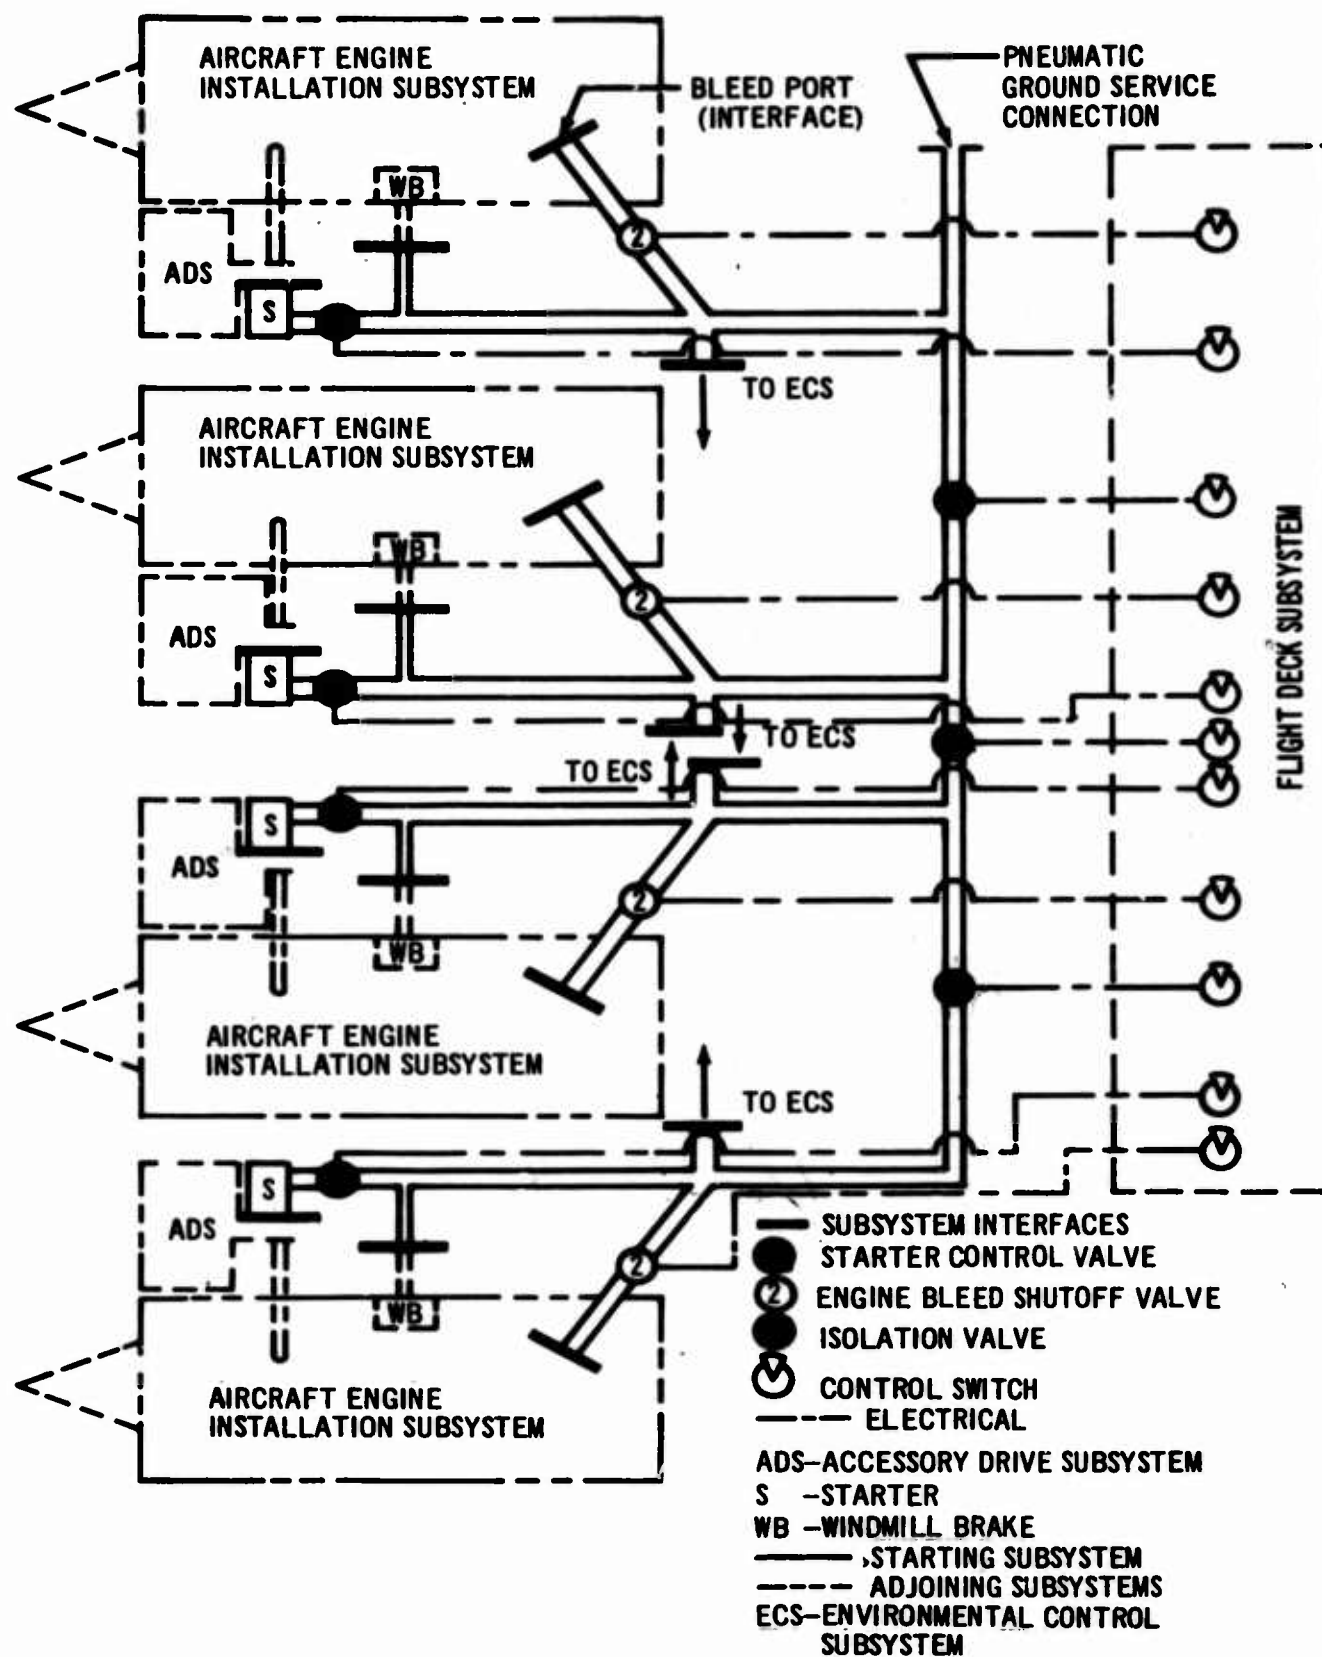 AIRCRAFT ENGINE
INSTALLATION SUBSYSTEM
BLEED PORT
(INTERFACE)
PNEUMATIC
GROUND SERVICE
CONNECTION
WB
2
ADS
S
TO ECS
AIRCRAFT ENGINE
INSTALLATION SUBSYSTEM
WB
2
ADS
S
TO ECS
TO ECS
FLIGHT DECK SUBSYSTEM
S
ADS
2
WB
AIRCRAFT ENGINE
INSTALLATION SUBSYSTEM
TO ECS
S
ADS
2
WB
AIRCRAFT ENGINE
INSTALLATION SUBSYSTEM
SUBSYSTEM INTERFACES
STARTER CONTROL VALVE
2 ENGINE BLEED SHUTOFF VALVE
ISOLATION VALVE
CONTROL SWITCH
ELECTRICAL
ADS–ACCESSORY DRIVE SUBSYSTEM
S –STARTER
WB –WINDMILL BRAKE
STARTING SUBSYSTEM
ADJOINING SUBSYSTEMS
ECS–ENVIRONMENTAL CONTROL
SUBSYSTEM